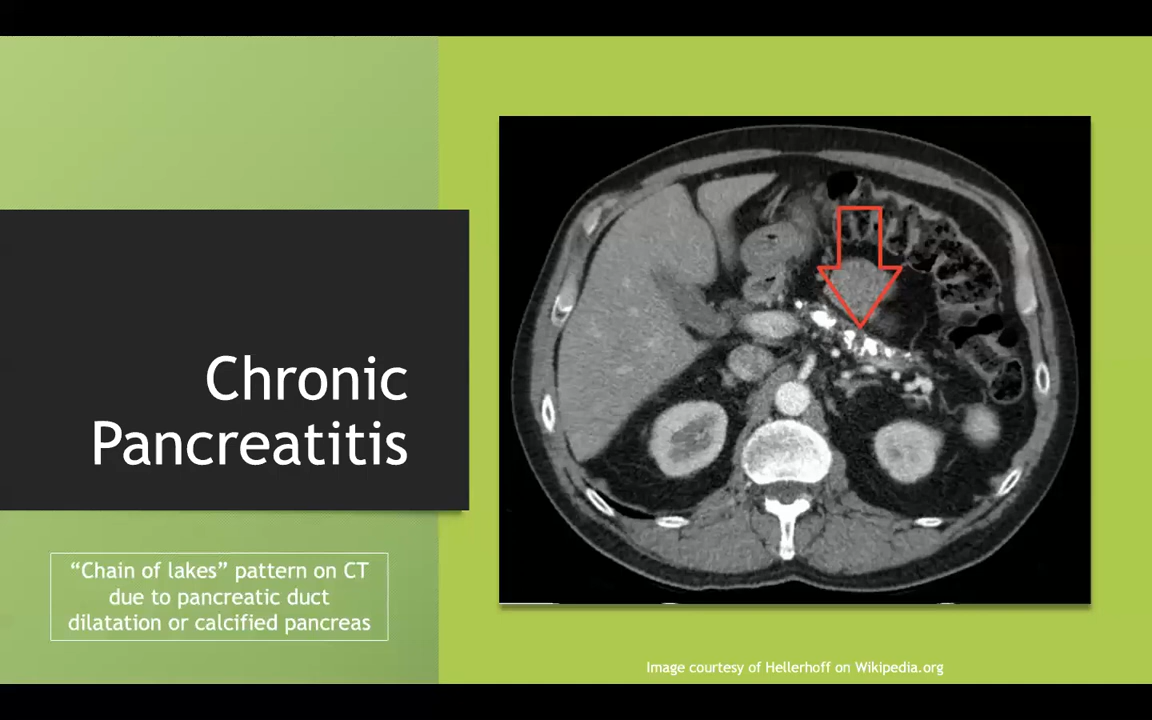 Chronic
Pancreatitis
“Chain of lakes” pattern on CT
due to pancreatic duct
dilatation or calcified pancreas
Image courtesy of Hellerhoff on Wikipedia.org